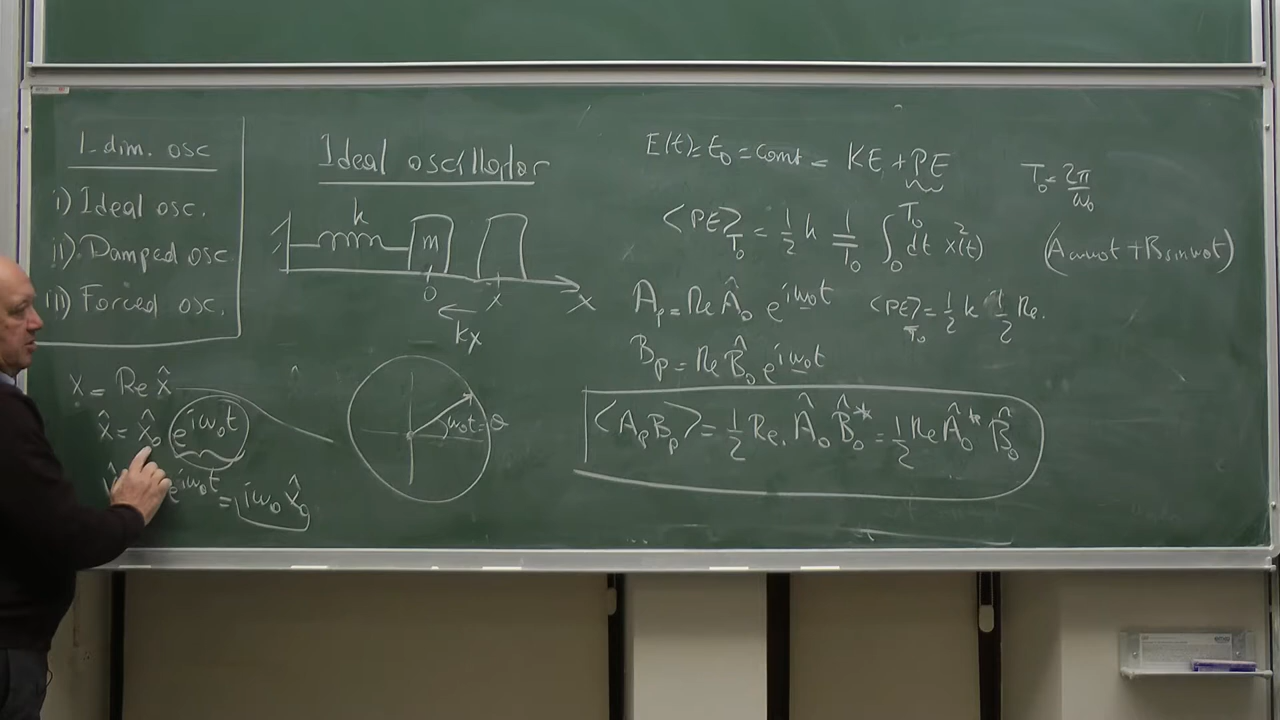 1-dim. osc
i) Ideal osc.
ii) Damped osc
iii) Forced osc.
Ideal oscillator
k
m
0
x
x
kx
x = Re x̂
x̂ = x̂₀ e^{iω₀t}
e^{iω₀t} = iω₀ x̂₀
ω₀t = θ
E(t) = E₀ = const = KE + PE
T₀ = 2π/ω₀
<PE>_{T₀} = 1/2 k 1/T₀ ∫₀^{T₀} dt x²(t)
(A cos ω₀t + B sin ω₀t)
A_p = Re Â₀ e^{iω₀t}
<PE>_{T₀} = 1/2 k 1/2 Re.
B_p = Re B̂₀ e^{iω₀t}
<A_p B_p> = 1/2 Re. Â₀ B̂₀* = 1/2 Re Â₀* B̂₀